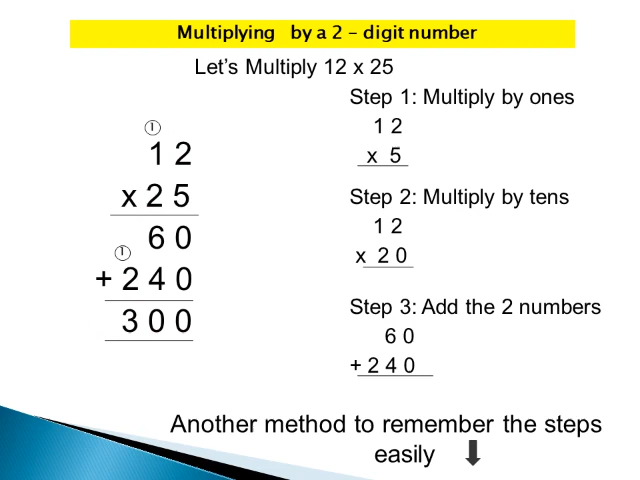 Multiplying by a 2 – digit number
Let's Multiply 12 x 25
1
1 2
x 2 5
6 0
1
+ 2 4 0
3 0 0
Step 1: Multiply by ones
1 2
x 5
Step 2: Multiply by tens
1 2
x 2 0
Step 3: Add the 2 numbers
6 0
+ 2 4 0
Another method to remember the steps
easily